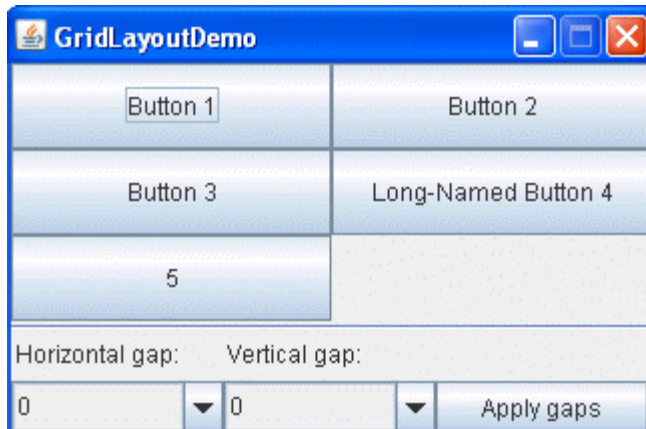 GridLayoutDemo
Button 1 Button 2
Button 3 Long-Named Button 4
5
Horizontal gap: Vertical gap:
0 0 Apply gaps